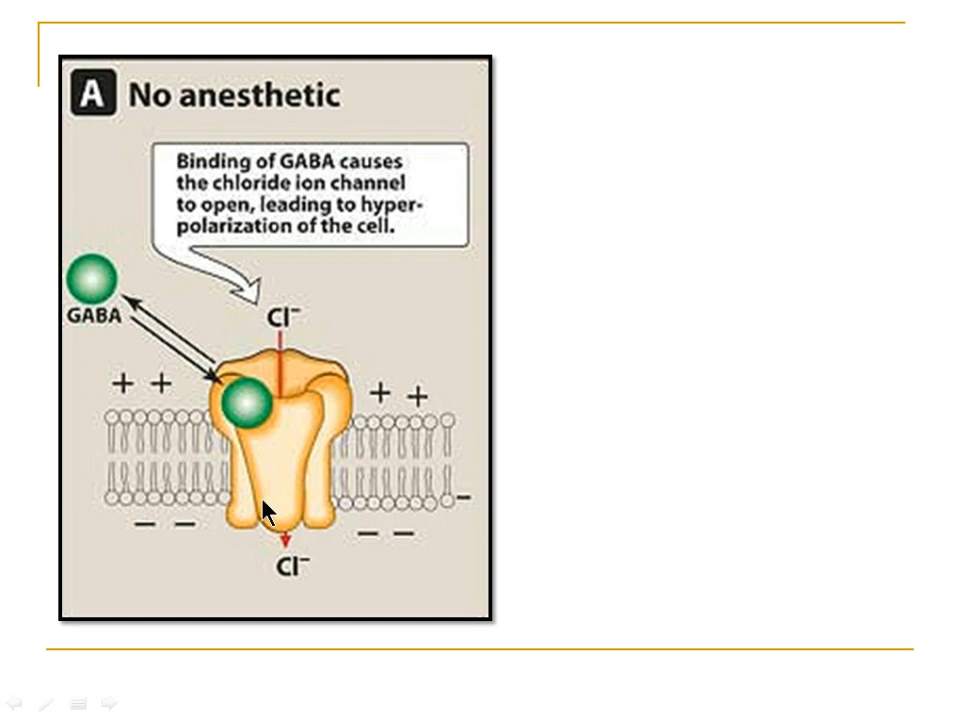 A No anesthetic
Binding of GABA causes
the chloride ion channel
to open, leading to hyper-
polarization of the cell.
GABA
Cl⁻
+ +
+ +
−
− −
− −
Cl⁻